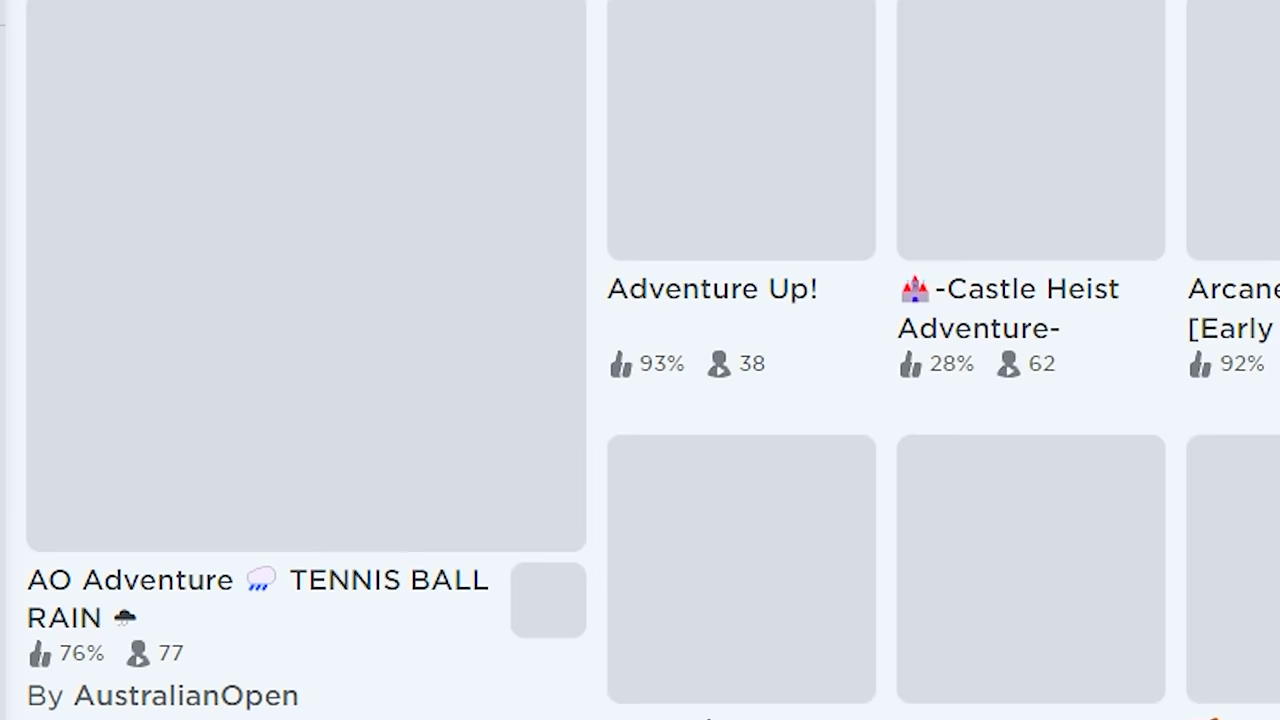 Adventure Up!
93% 38
🏰-Castle Heist
Adventure-
28% 62
Arcane
[Early
92%
AO Adventure 🌧 TENNIS BALL
RAIN 🌧
76% 77
By AustralianOpen